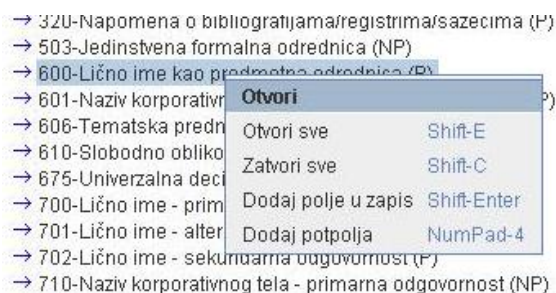 → 320-Napomena o bibliografijama/registrima/sažecima (P)
→ 503-Jedinstvena formalna odrednica (NP)
→ 600-Lično ime kao predmetna odrednica (P)
→ 601-Naziv korporativn P)
→ 606-Tematska predn
→ 610-Slobodno obliko
→ 675-Univerzalna deci
→ 700-Lično ime - prim
→ 701-Lično ime - alter
→ 702-Lično ime - sekundarna odgovornost (P)
→ 710-Naziv korporativnog tela - primarna odgovornost (NP)
Otvori
Otvori sve Shift-E
Zatvori sve Shift-C
Dodaj polje u zapis Shift-Enter
Dodaj potpolja NumPad-4